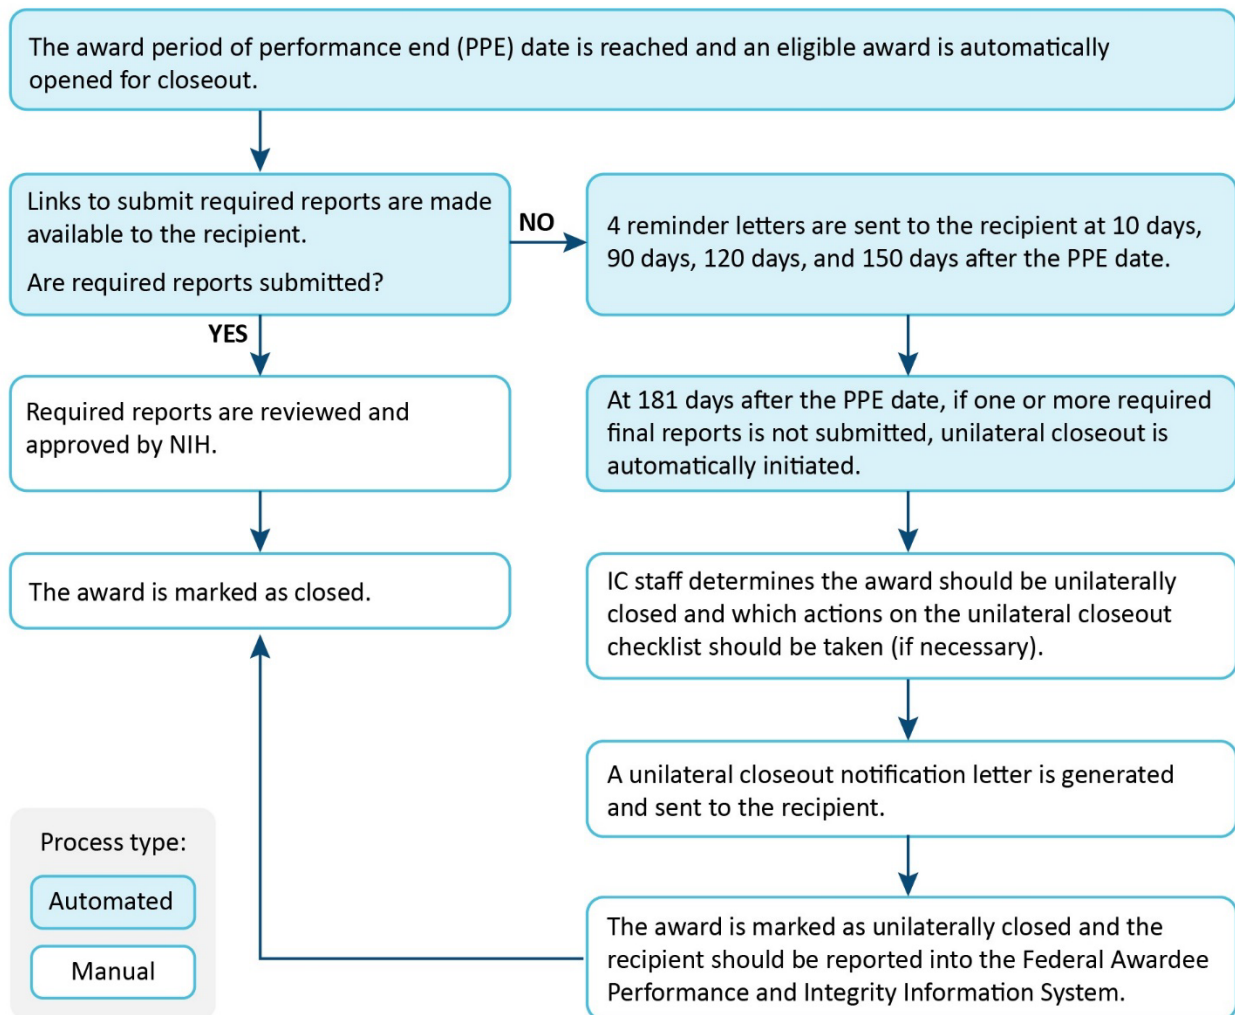 The award period of performance end (PPE) date is reached and an eligible award is automatically
opened for closeout.
Links to submit required reports are made
available to the recipient.
Are required reports submitted?
NO
4 reminder letters are sent to the recipient at 10 days,
90 days, 120 days, and 150 days after the PPE date.
YES
Required reports are reviewed and
approved by NIH.
At 181 days after the PPE date, if one or more required
final reports is not submitted, unilateral closeout is
automatically initiated.
The award is marked as closed.
IC staff determines the award should be unilaterally
closed and which actions on the unilateral closeout
checklist should be taken (if necessary).
A unilateral closeout notification letter is generated
and sent to the recipient.
The award is marked as unilaterally closed and the
recipient should be reported into the Federal Awardee
Performance and Integrity Information System.
Process type:
Automated
Manual